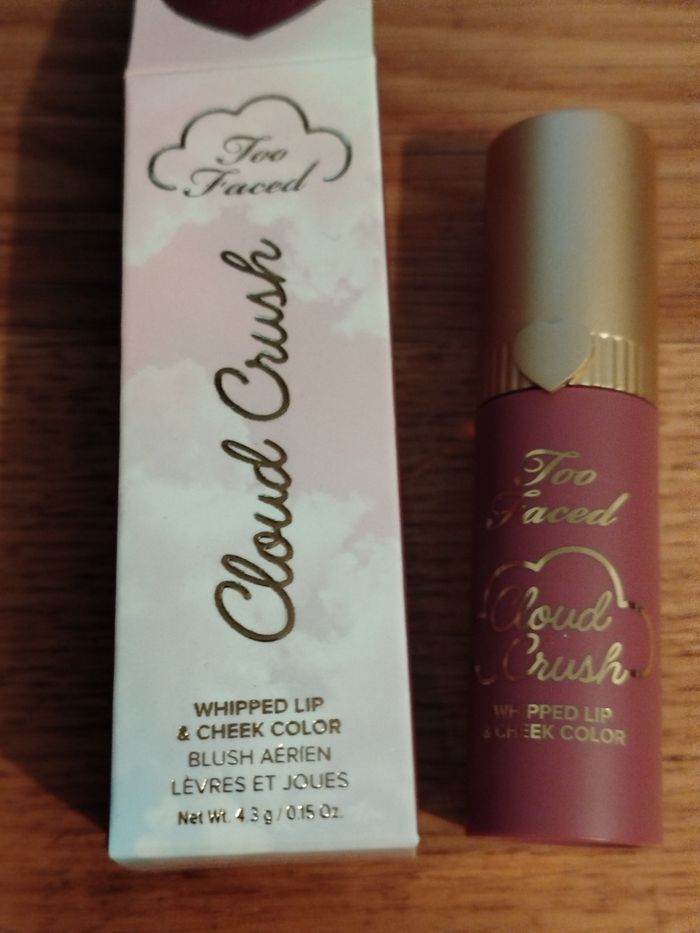 Too
Faced
Cloud Crush
WHIPPED LIP
& CHEEK COLOR
BLUSH AÉRIEN
LÈVRES ET JOUES
Net Wt. 4.3 g / 0.15 Oz.
Too
Faced
Cloud
Crush
WHIPPED LIP
& CHEEK COLOR